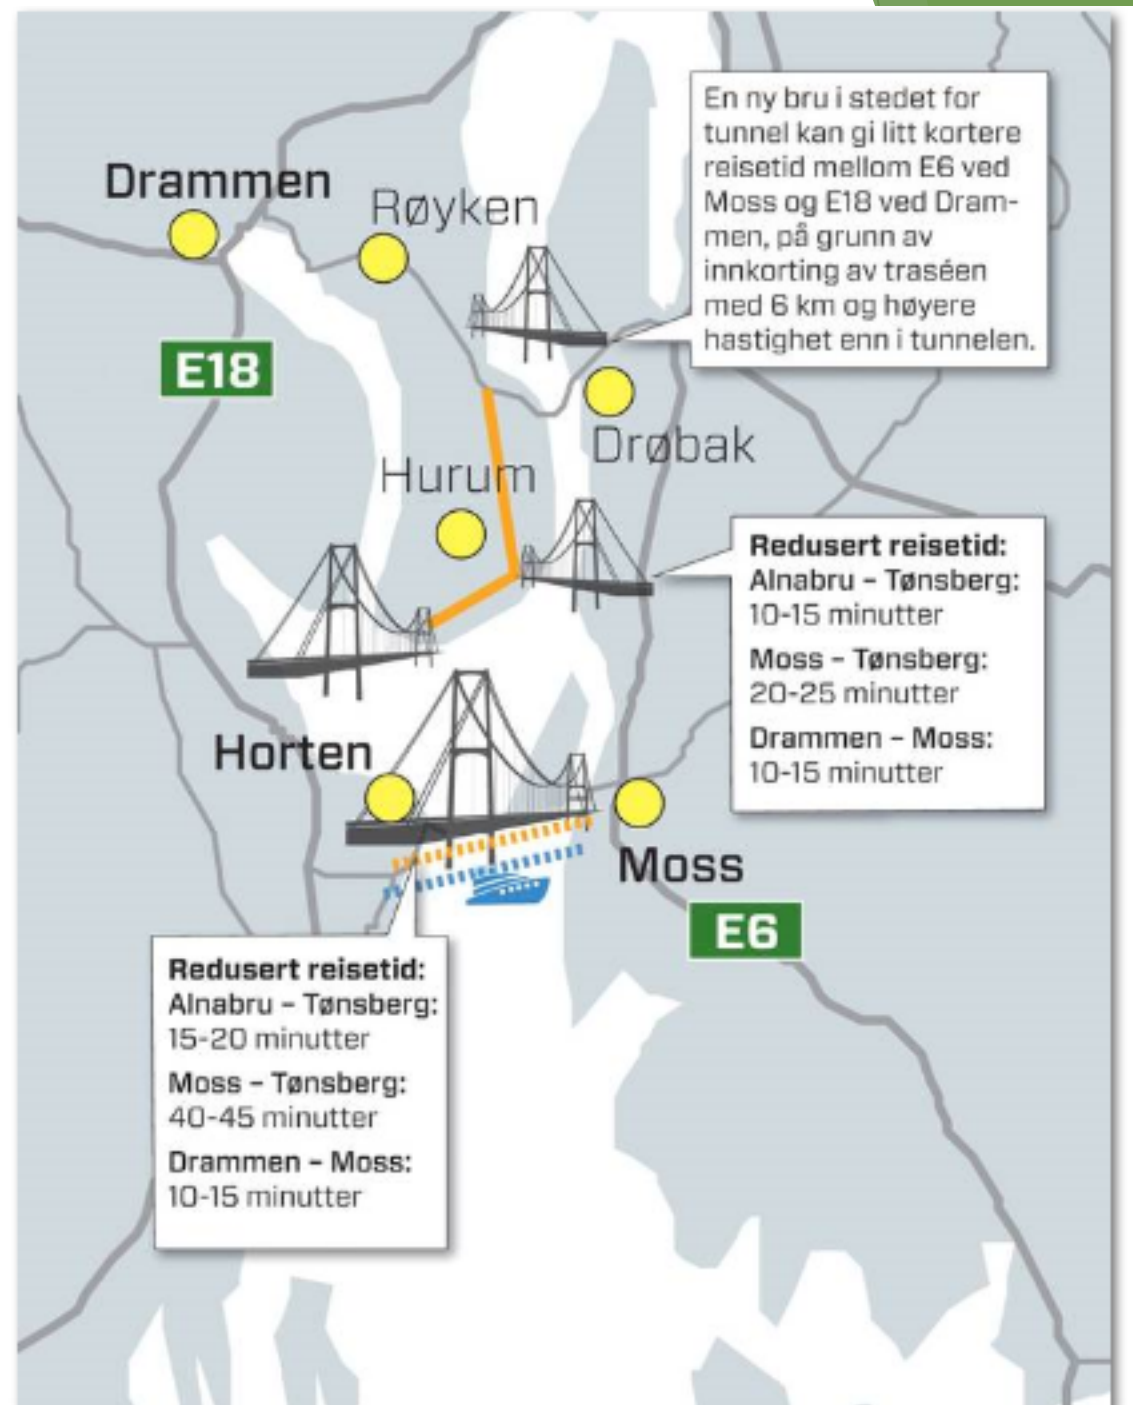 En ny bru i stedet for
tunnel kan gi litt kortere
reisetid mellom E6 ved
Moss og E18 ved Dram-
men, på grunn av
innkorting av traséen
med 6 km og høyere
hastighet enn i tunnelen.
Drammen
Røyken
E18
Drøbak
Hurum
Redusert reisetid:
Alnabru – Tønsberg:
10-15 minutter
Moss – Tønsberg:
20-25 minutter
Drammen – Moss:
10-15 minutter
Horten
Moss
E6
Redusert reisetid:
Alnabru – Tønsberg:
15-20 minutter
Moss – Tønsberg:
40-45 minutter
Drammen – Moss:
10-15 minutter